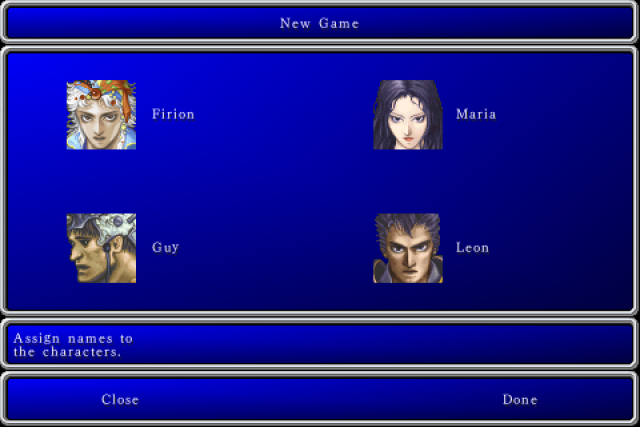 New Game
Firion
Maria
Guy
Leon
Assign names to
the characters.
Close
Done